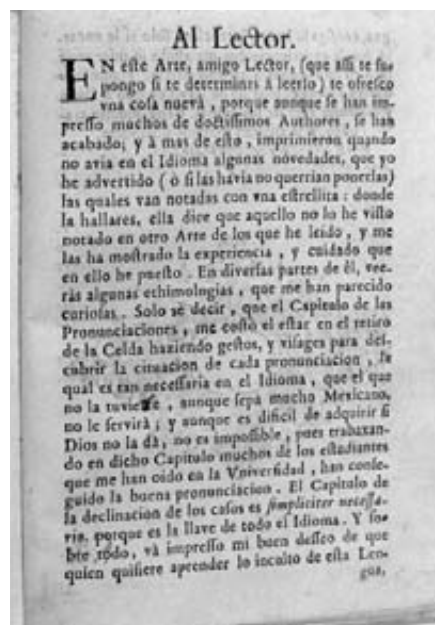 Al Lector.
EN este Arte, amigo Lector, (que assi te su-
pongo si te determinas à leerlo) te ofresco
vna cosa nueva, porque aunque se han im-
presso muchos de doctissimos Authores, se han
acabado; y à mas de esto, imprimieron quando
no avia en el Idioma algunas novedades, que yo
he advertido (ò si las havia no querrian ponerlas)
las quales van notadas con vna estrellita: donde
la hallares, ella dice que aquello no lo he visto
notado en otro Arte de los que he leido, y me
las ha mostrado la experiencia, y cuidado que
en ello he puesto. En diversas partes de èl, ve-
ràs algunas ethimologias, que me han parecido
curiosas. Solo sè decir, que el Capitulo de las
Pronunciaciones, me costò el estar en el retiro
de la Celda haziendo gestos, y visages para des-
cubrir la cituacion de cada pronunciacion, la
qual es tan necessaria en el Idioma, que el que
no la tuviere, aunque sepa mucho Mexicano,
no le servirà; y aunque es dificil de adquirir si
Dios no la dà, no es impossible, pues trabaxan-
do en dicho Capitulo muchos de los estudiantes
que me han oido en la Vniversidad, han conse-
guido la buena pronunciacion. El Capitulo de
la declinacion de los casos es simpliciter necessa-
rio, porque es la llave de todo el Idioma. Y so-
bre todo, và impresso mi buen desseo de que
quien quisiere aprender lo inculto de esta Len-
gua,